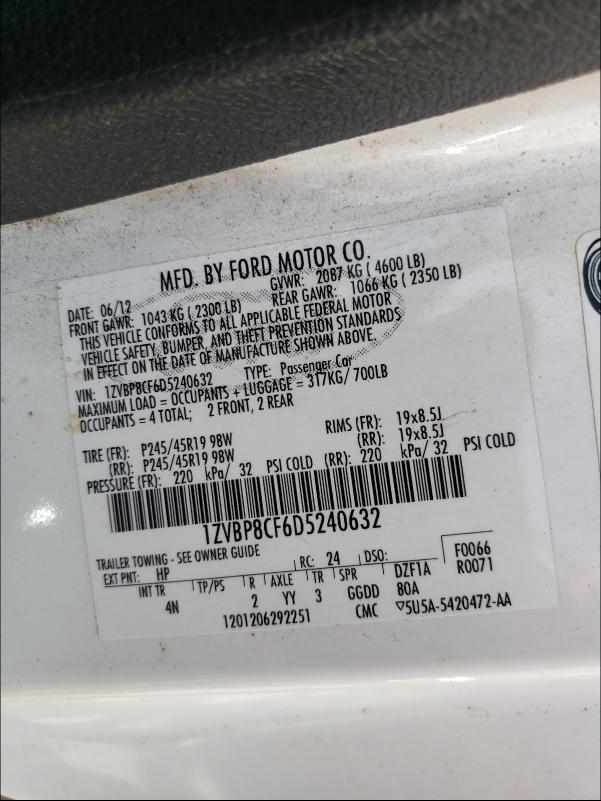 MFD. BY FORD MOTOR CO.
DATE: 06/12 GVWR: 2087 KG ( 4600 LB)
FRONT GAWR: 1043 KG ( 2300 LB) REAR GAWR: 1066 KG ( 2350 LB)
THIS VEHICLE CONFORMS TO ALL APPLICABLE FEDERAL MOTOR
VEHICLE SAFETY, BUMPER, AND THEFT PREVENTION STANDARDS
IN EFFECT ON THE DATE OF MANUFACTURE SHOWN ABOVE.
VIN: 1ZVBP8CF6D5240632 TYPE: Passenger Car
MAXIMUM LOAD = OCCUPANTS + LUGGAGE = 317KG/ 700LB
OCCUPANTS = 4 TOTAL; 2 FRONT, 2 REAR
TIRE (FR): P245/45R19 98W RIMS (FR): 19x8.5J
(RR): P245/45R19 98W (RR): 19x8.5J
PRESSURE (FR): 220 kPa/ 32 PSI COLD (RR): 220 kPa/ 32 PSI COLD
1ZVBP8CF6D5240632
TRAILER TOWING - SEE OWNER GUIDE
EXT PNT: HP RC: 24 DSO: F0066
INT TR TP/PS R AXLE TR SPR DZF1A R0071
4N 2 YY 3 GGDD 80A
1201206292251 CMC ▽5U5A-5420472-AA